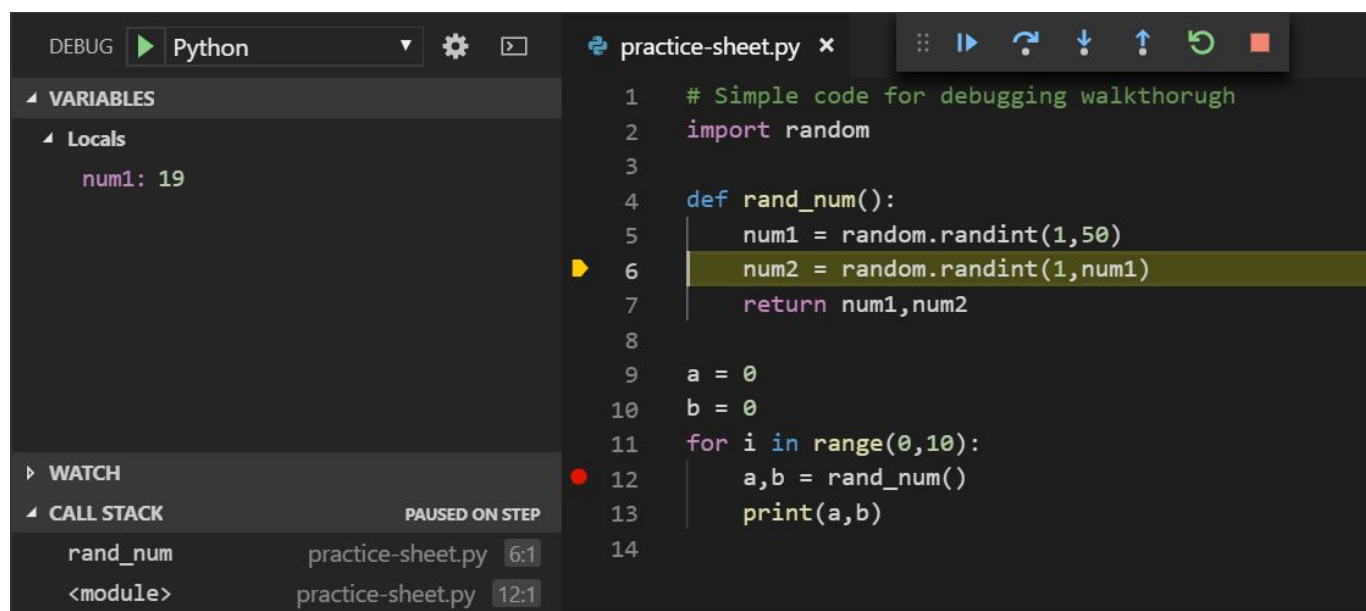 DEBUG Python
VARIABLES
Locals
num1: 19
WATCH
CALL STACK PAUSED ON STEP
rand_num practice-sheet.py 6:1
<module> practice-sheet.py 12:1
practice-sheet.py ×
1 # Simple code for debugging walkthorugh
2 import random
3
4 def rand_num():
5 num1 = random.randint(1,50)
6 num2 = random.randint(1,num1)
7 return num1,num2
8
9 a = 0
10 b = 0
11 for i in range(0,10):
12 a,b = rand_num()
13 print(a,b)
14